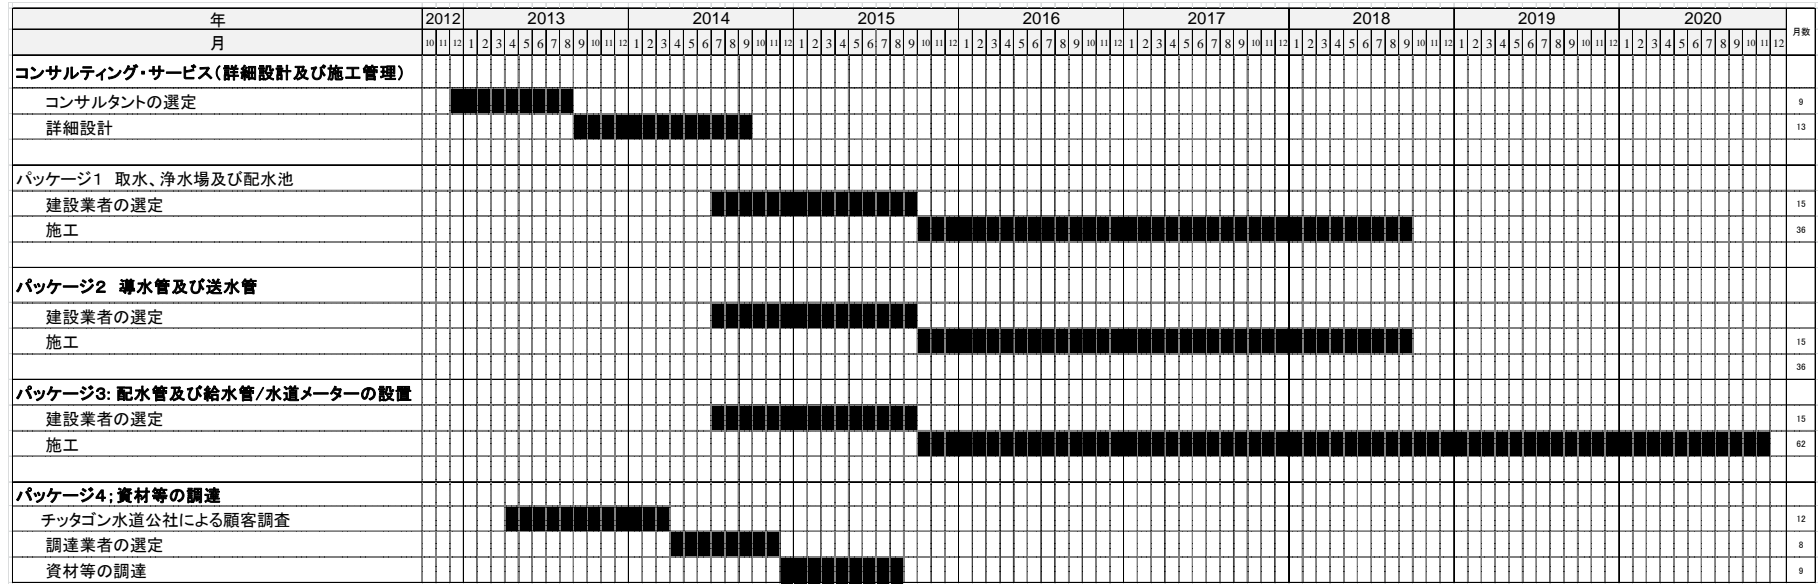 年 2012 2013 2014 2015 2016 2017 2018 2019 2020 月数
月 10 11 12 1 2 3 4 5 6 7 8 9 10 11 12 1 2 3 4 5 6 7 8 9 10 11 12 1 2 3 4 5 6 7 8 9 10 11 12 1 2 3 4 5 6 7 8 9 10 11 12 1 2 3 4 5 6 7 8 9 10 11 12 1 2 3 4 5 6 7 8 9 10 11 12 1 2 3 4 5 6 7 8 9 10 11 12 1 2 3 4 5 6 7 8 9 10 11 12
コンサルティング・サービス（詳細設計及び施工管理）
コンサルタントの選定 9
詳細設計 13
パッケージ１　取水、浄水場及び配水池
建設業者の選定 15
施工 36
パッケージ２　導水管及び送水管
建設業者の選定
施工 15
36
パッケージ３: 配水管及び給水管/水道メーターの設置
建設業者の選定 15
施工 62
パッケージ４；資材等の調達
チッタゴン水道公社による顧客調査 12
調達業者の選定 8
資材等の調達 9